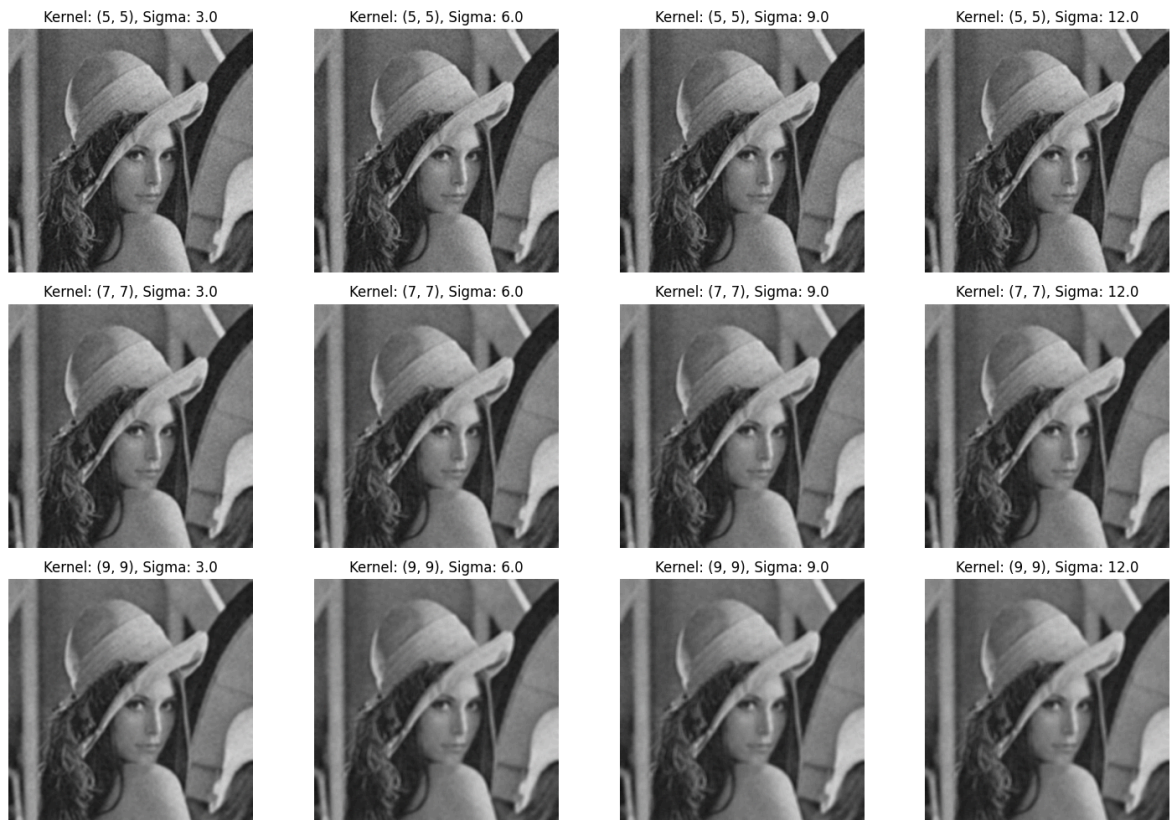 Kernel: (5, 5), Sigma: 3.0
Kernel: (5, 5), Sigma: 6.0
Kernel: (5, 5), Sigma: 9.0
Kernel: (5, 5), Sigma: 12.0
Kernel: (7, 7), Sigma: 3.0
Kernel: (7, 7), Sigma: 6.0
Kernel: (7, 7), Sigma: 9.0
Kernel: (7, 7), Sigma: 12.0
Kernel: (9, 9), Sigma: 3.0
Kernel: (9, 9), Sigma: 6.0
Kernel: (9, 9), Sigma: 9.0
Kernel: (9, 9), Sigma: 12.0